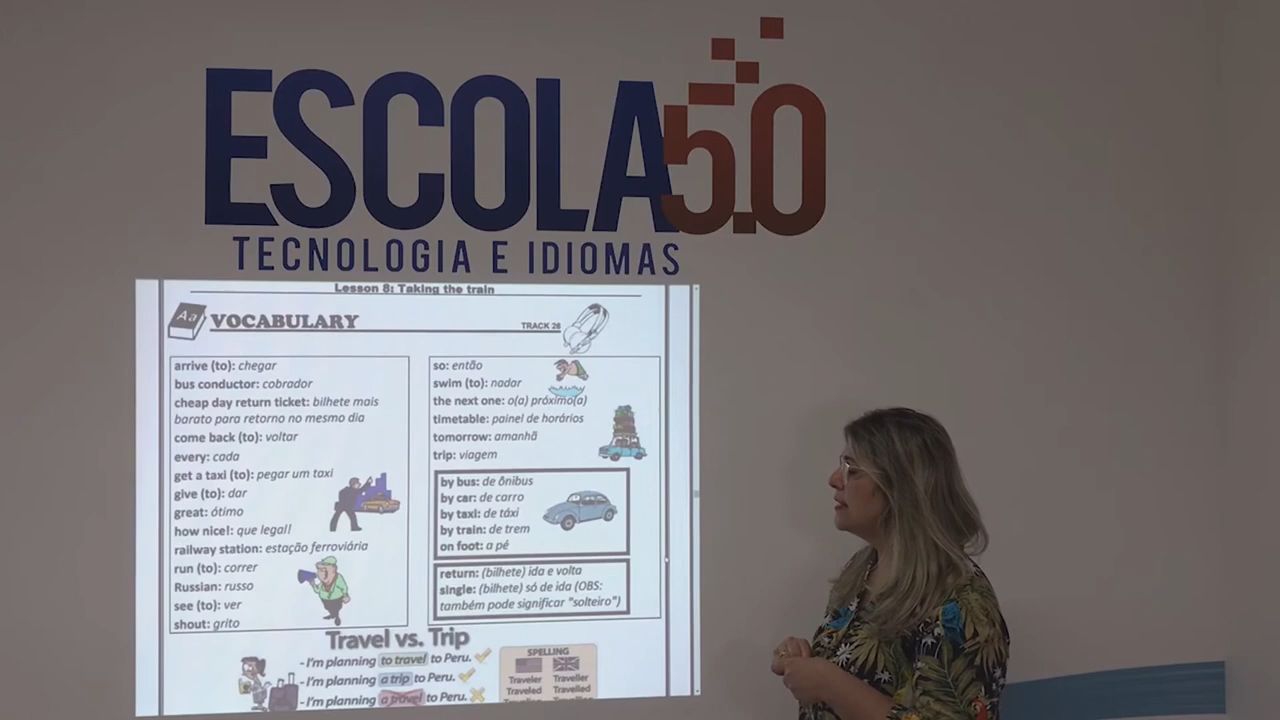 ESCOLA 5.0
TECNOLOGIA E IDIOMAS
Lesson 8: Taking the train
Aa
VOCABULARY
TRACK 26
arrive (to): chegar
bus conductor: cobrador
cheap day return ticket: bilhete mais
barato para retorno no mesmo dia
come back (to): voltar
every: cada
get a taxi (to): pegar um taxi
give (to): dar
great: ótimo
how nice!: que legal!
railway station: estação ferroviária
run (to): correr
Russian: russo
see (to): ver
shout: grito
so: então
swim (to): nadar
the next one: o(a) próximo(a)
timetable: painel de horários
tomorrow: amanhã
trip: viagem
by bus: de ônibus
by car: de carro
by taxi: de táxi
by train: de trem
on foot: a pé
return: (bilhete) ida e volta
single: (bilhete) só de ida (OBS:
também pode significar "solteiro")
Travel vs. Trip
- I'm planning to travel to Peru.
- I'm planning a trip to Peru.
- I'm planning a travel to Peru.
SPELLING
Traveler Traveller
Traveled Travelled